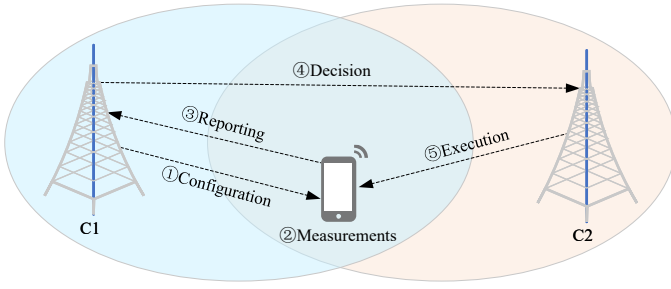 ④Decision
③Reporting
⑤Execution
①Configuration
C1
②Measurements
C2